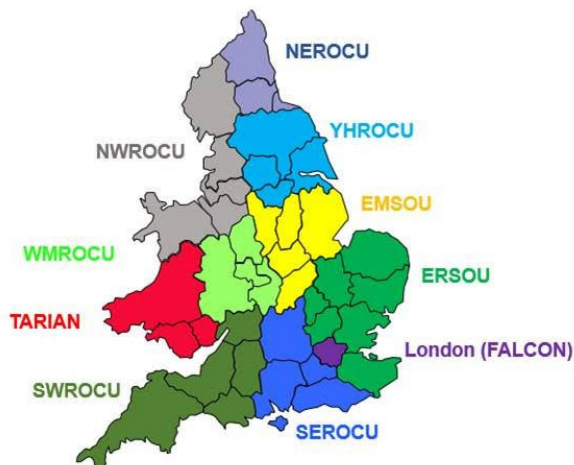 NEROCU
YHROCU
NWROCU
EMSOU
WMROCU
ERSOU
TARIAN
London (FALCON)
SWROCU
SEROCU